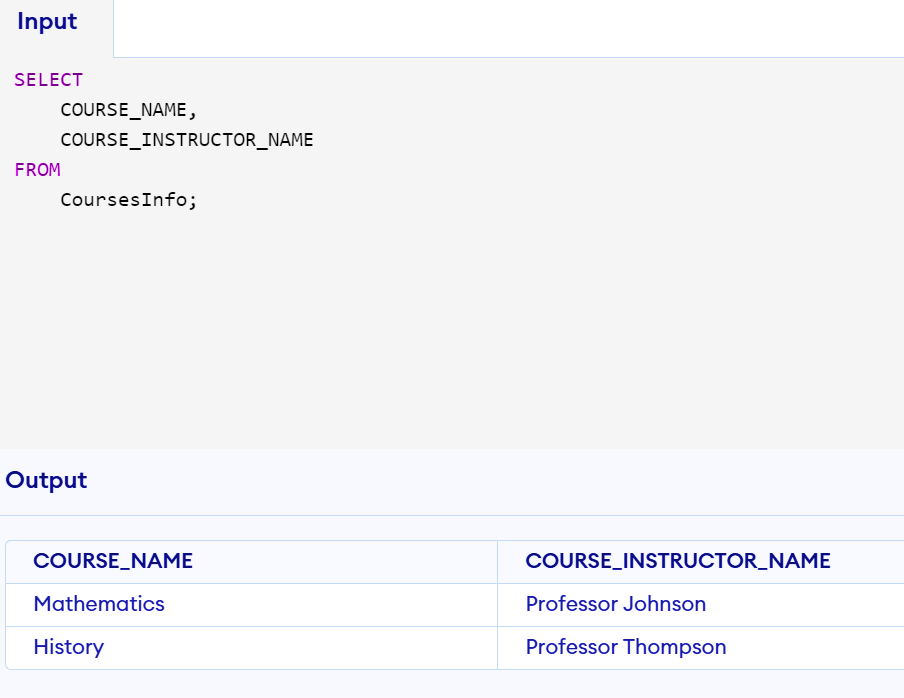 Input
SELECT
    COURSE_NAME,
    COURSE_INSTRUCTOR_NAME
FROM
    CoursesInfo;
Output
COURSE_NAME COURSE_INSTRUCTOR_NAME
Mathematics Professor Johnson
History Professor Thompson